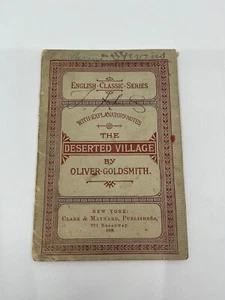 ENGLISH-CLASSIC-SERIES
WITH-EXPLANATORY-NOTES
THE
DESERTED VILLAGE
BY
OLIVER-GOLDSMITH.
NEW YORK:
CLARK & MAYNARD, PUBLISHERS,
771 BROADWAY